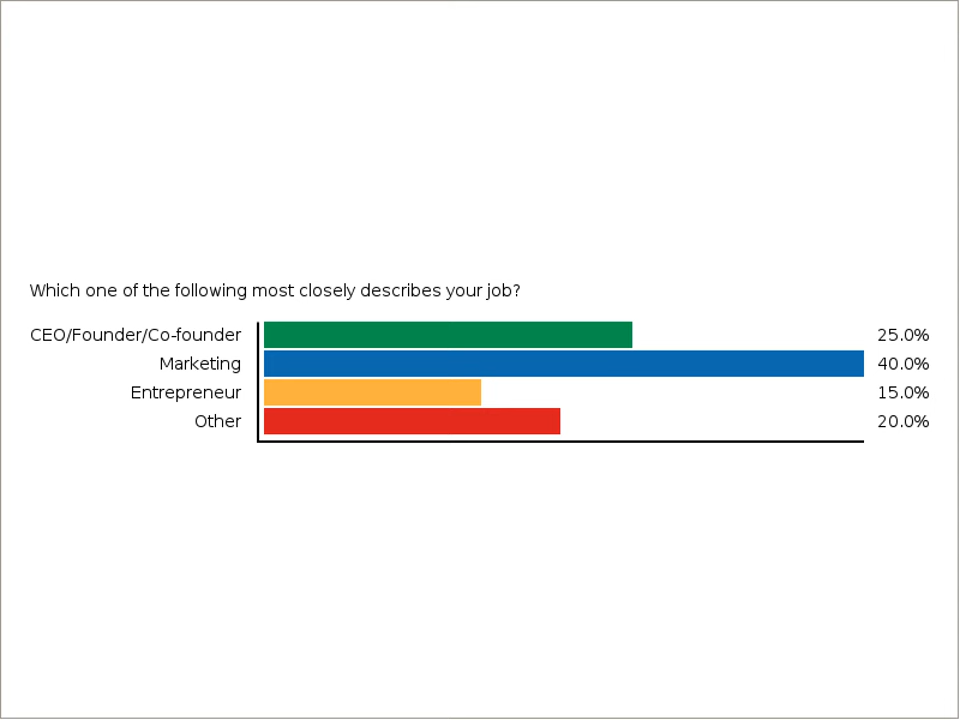 Which one of the following most closely describes your job?
CEO/Founder/Co-founder 25.0%
Marketing 40.0%
Entrepreneur 15.0%
Other 20.0%